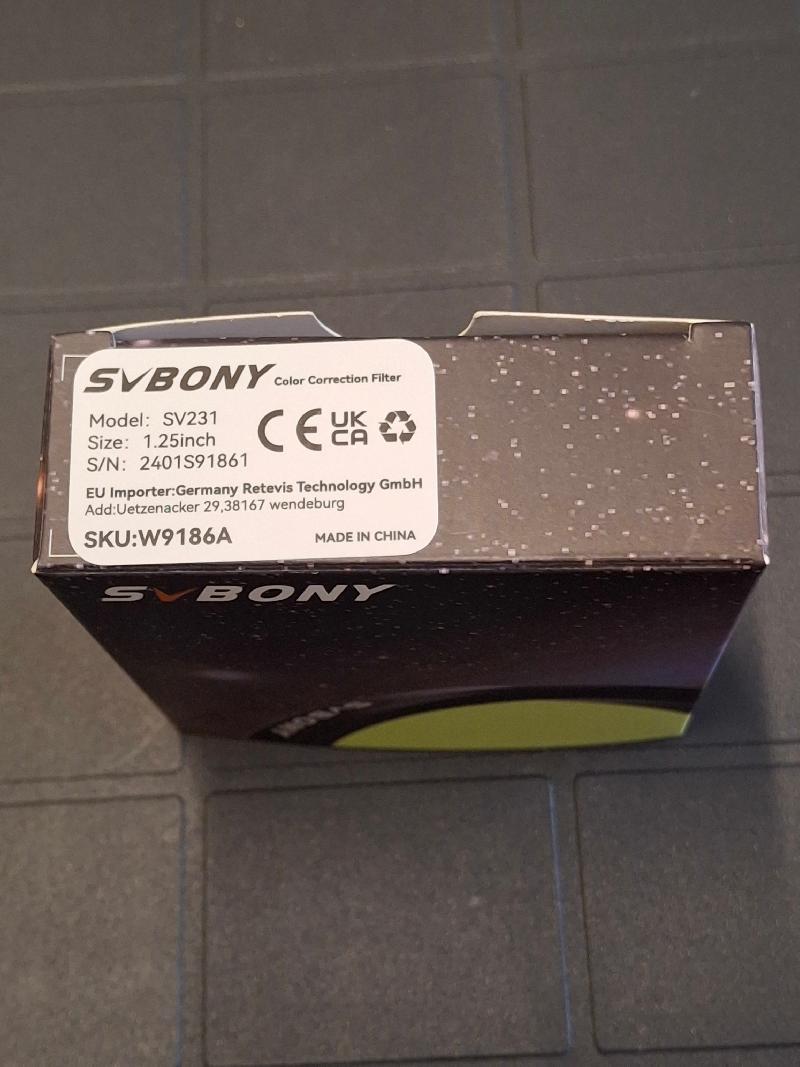 SVBONY Color Correction Filter
Model: SV231
Size: 1.25inch
S/N: 2401S91861
CE UK CA
EU Importer:Germany Retevis Technology GmbH
Add:Uetzenacker 29,38167 wendeburg
SKU:W9186A MADE IN CHINA
SVBONY